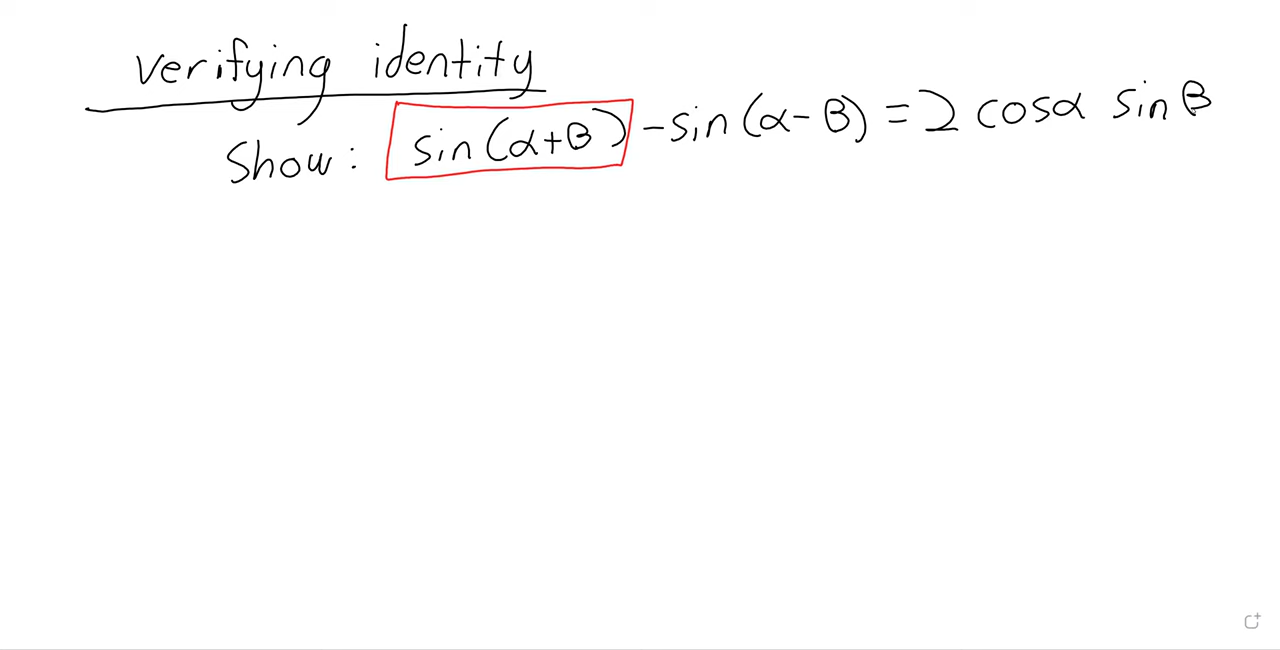 verifying identity
Show: sin(α+β) -sin(α-β) = 2 cosα sinβ